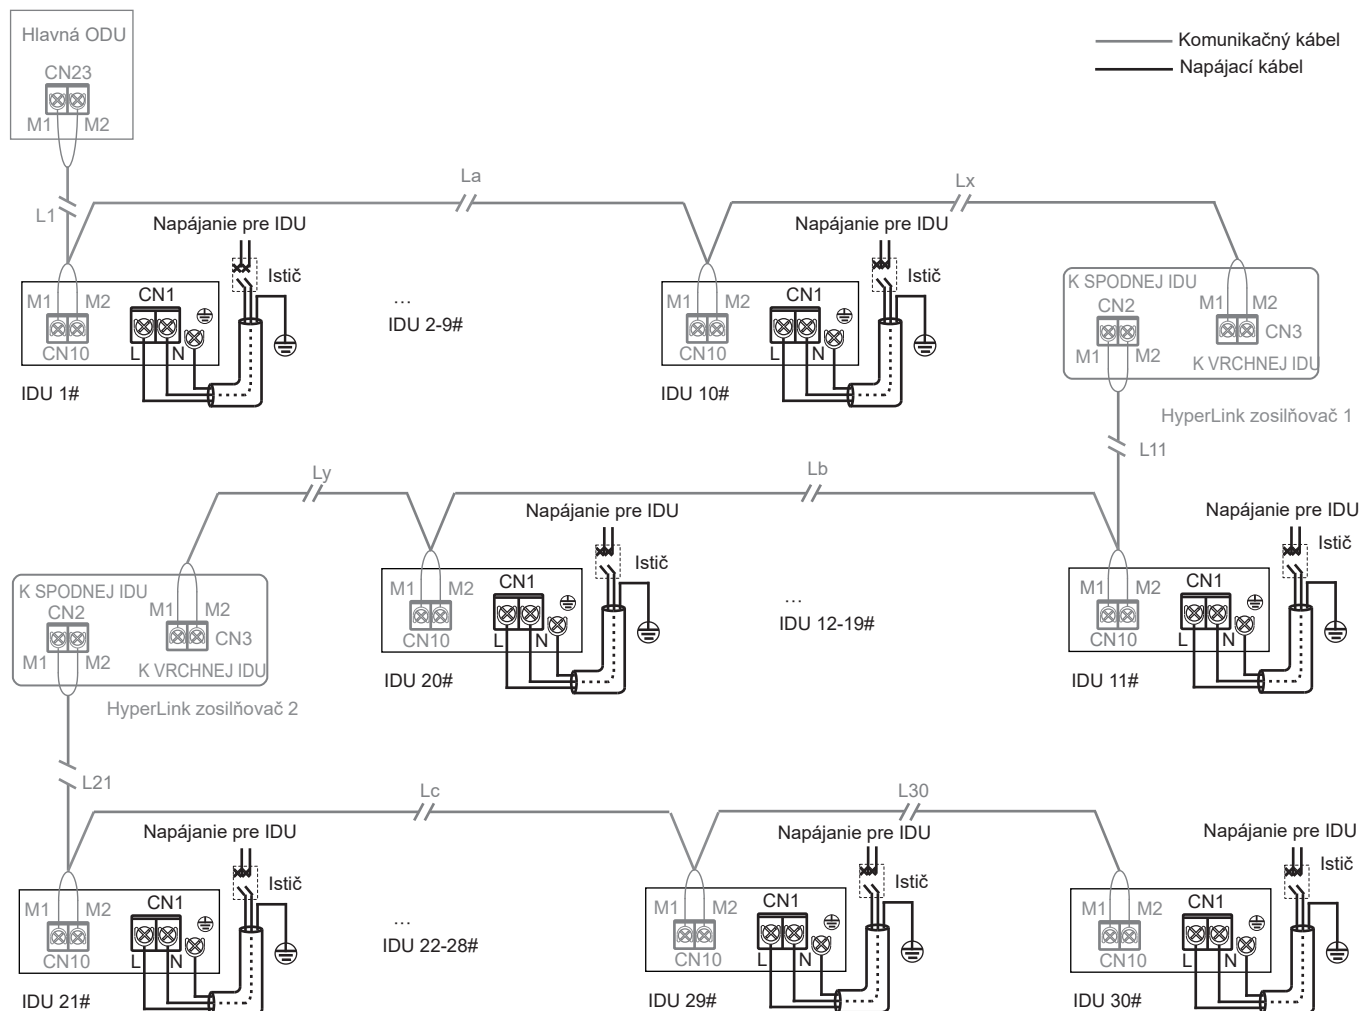 Hlavná ODU
CN23
M1 M2
Komunikačný kábel
Napájací kábel
L1
La
Lx
Napájanie pre IDU
Istič
M1 M2
CN10
CN1
L N
IDU 1#
...
IDU 2-9#
Napájanie pre IDU
Istič
M1 M2
CN10
CN1
L N
IDU 10#
K SPODNEJ IDU
CN2
M1 M2
M1 M2
CN3
K VRCHNEJ IDU
HyperLink zosilňovač 1
L11
Ly
Lb
K SPODNEJ IDU
CN2
M1 M2
M1 M2
CN3
K VRCHNEJ IDU
HyperLink zosilňovač 2
Napájanie pre IDU
Istič
M1 M2
CN10
CN1
L N
IDU 20#
...
IDU 12-19#
Napájanie pre IDU
Istič
M1 M2
CN10
CN1
L N
IDU 11#
L21
Lc
L30
Napájanie pre IDU
Istič
M1 M2
CN10
CN1
L N
IDU 21#
...
IDU 22-28#
Napájanie pre IDU
Istič
M1 M2
CN10
CN1
L N
IDU 29#
Napájanie pre IDU
Istič
M1 M2
CN10
CN1
L N
IDU 30#